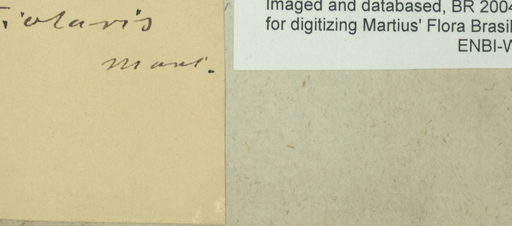 Imaged and databased, BR 2004
for digitizing Martius' Flora Brasil
ENBI-W
Mart.